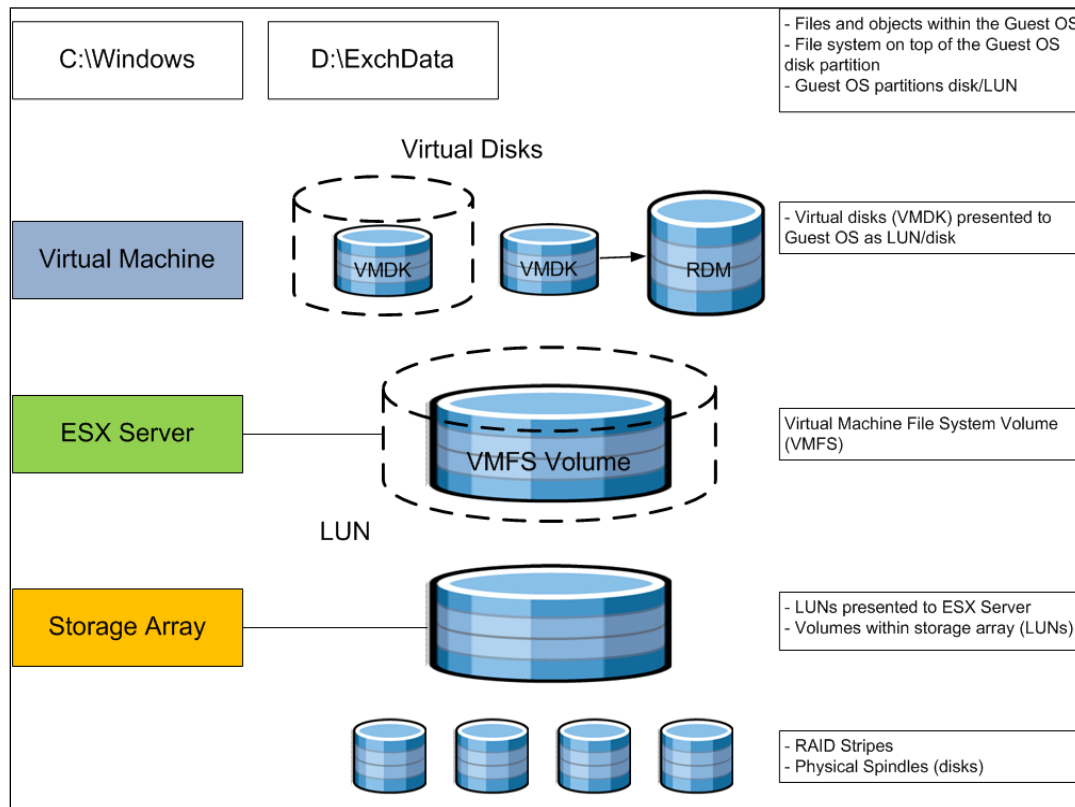 C:\Windows
D:\ExchData
- Files and objects within the Guest OS
- File system on top of the Guest OS
disk partition
- Guest OS partitions disk/LUN
Virtual Disks
Virtual Machine
VMDK
VMDK
RDM
- Virtual disks (VMDK) presented to
Guest OS as LUN/disk
ESX Server
VMFS Volume
Virtual Machine File System Volume
(VMFS)
LUN
Storage Array
- LUNs presented to ESX Server
- Volumes within storage array (LUNs)
- RAID Stripes
- Physical Spindles (disks)